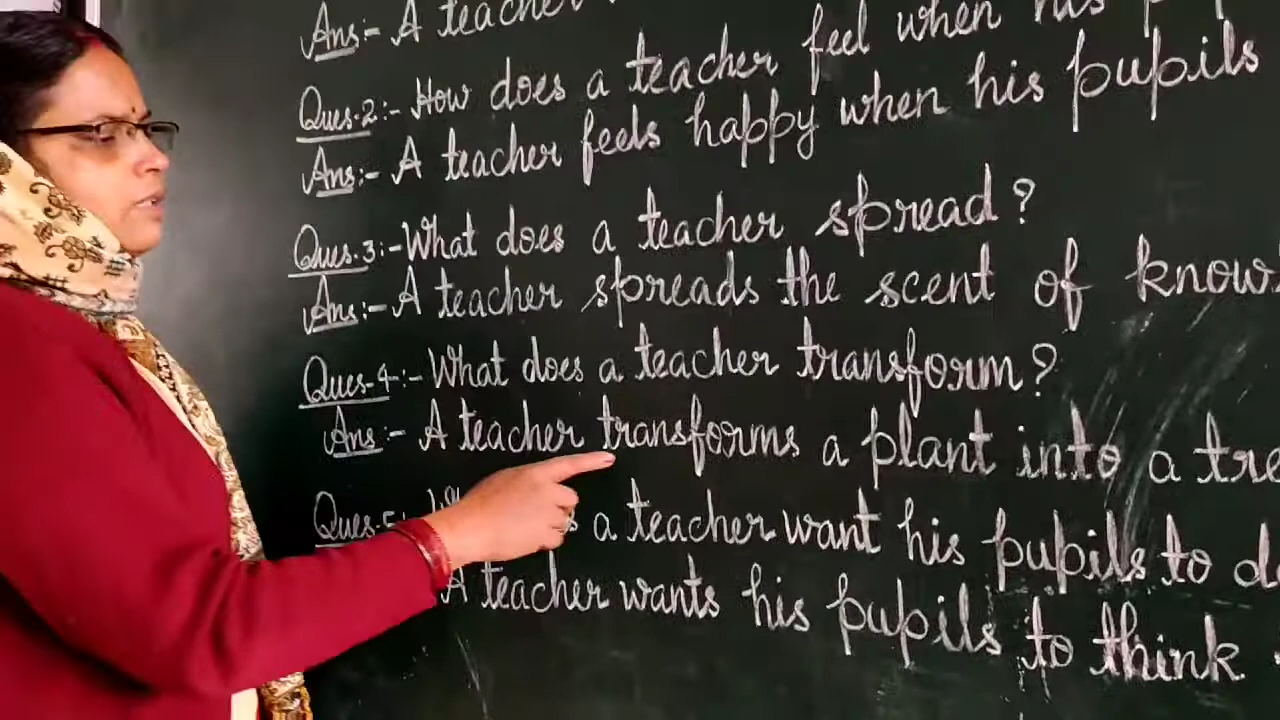 Ans:- A teacher
Ques.2:- How does a teacher feel when his
Ans:- A teacher feels happy when his pupils
Ques.3:- What does a teacher spread?
Ans:- A teacher spreads the scent of know
Ques-4-:- What does a teacher transform?
Ans:- A teacher transforms a plant into a tre
Ques.5:- a teacher want his pupils to do
A teacher wants his pupils to think